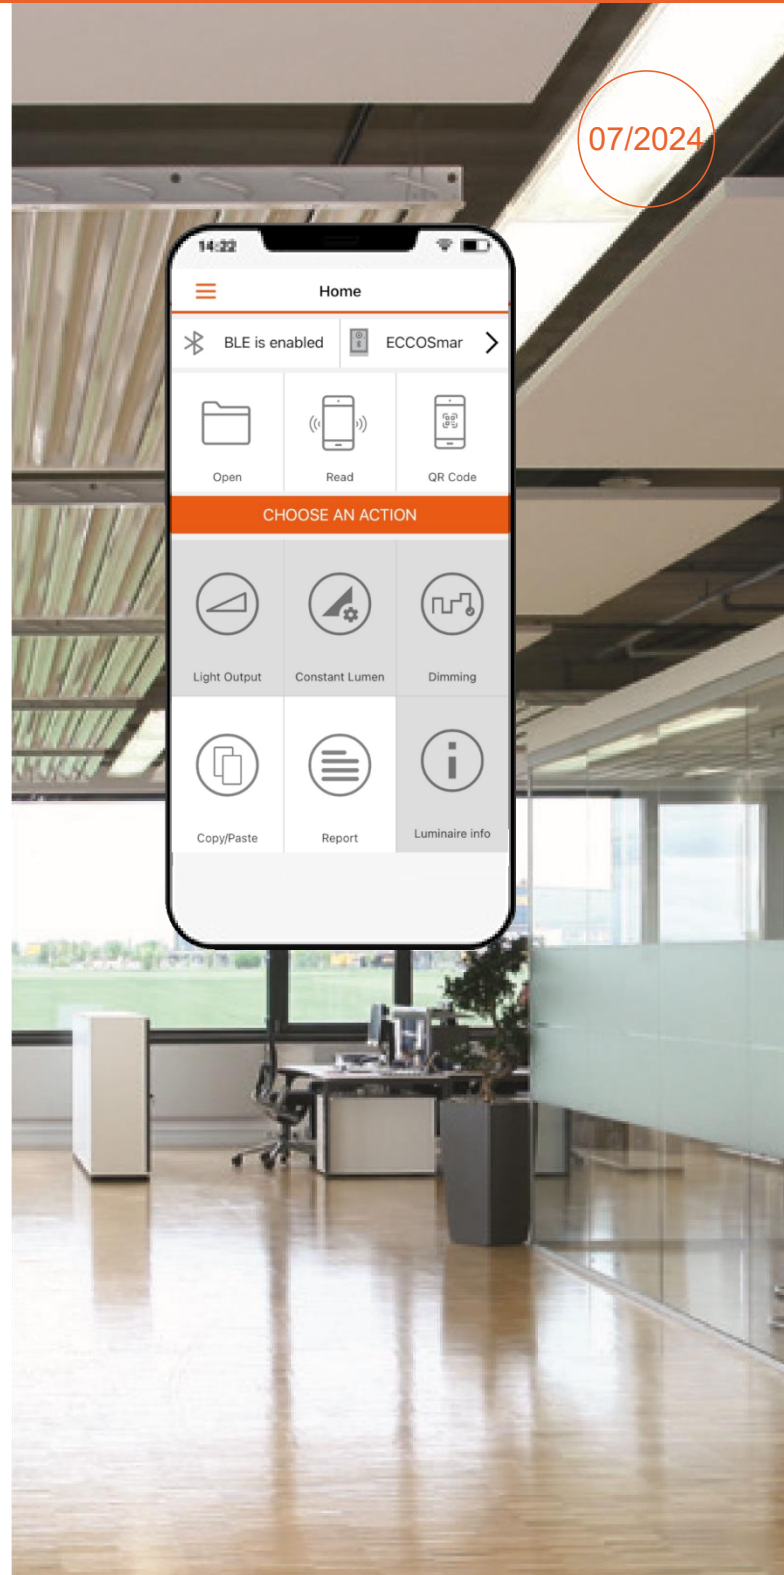 07/2024
14:22
Home
BLE is enabled
ECCOSmar
Open
Read
QR Code
CHOOSE AN ACTION
Light Output
Constant Lumen
Dimming
Copy/Paste
Report
Luminaire info